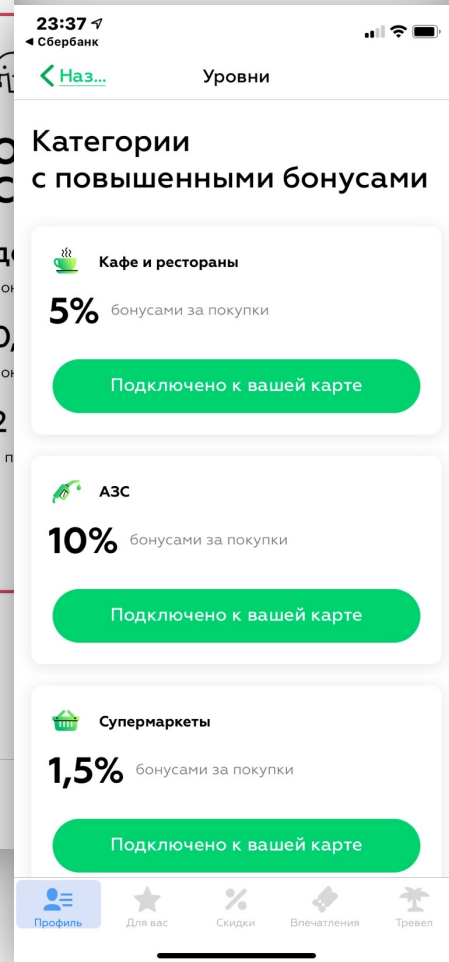 23:37
◀ Сбербанк
Наз...
Уровни
Категории
с повышенными бонусами
Кафе и рестораны
5% бонусами за покупки
Подключено к вашей карте
АЗС
10% бонусами за покупки
Подключено к вашей карте
Супермаркеты
1,5% бонусами за покупки
Подключено к вашей карте
Профиль
Для вас
Скидки
Впечатления
Тревел